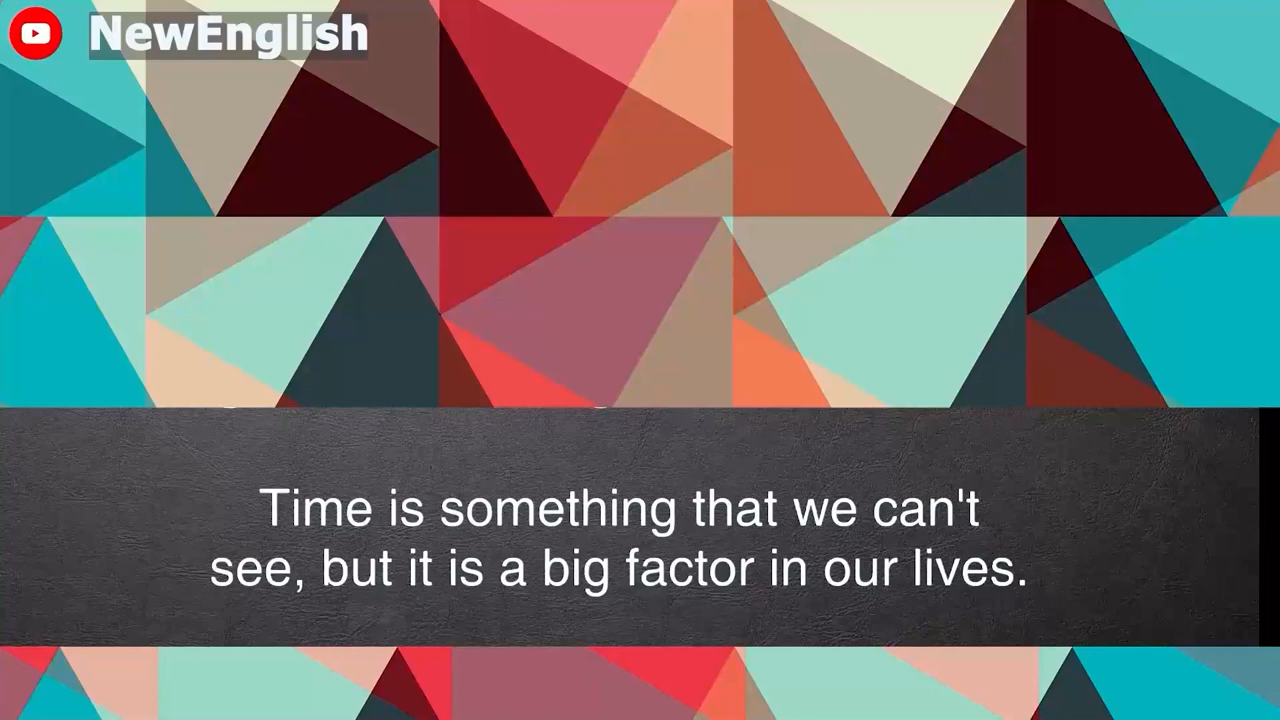 NewEnglish
Time is something that we can't
see, but it is a big factor in our lives.